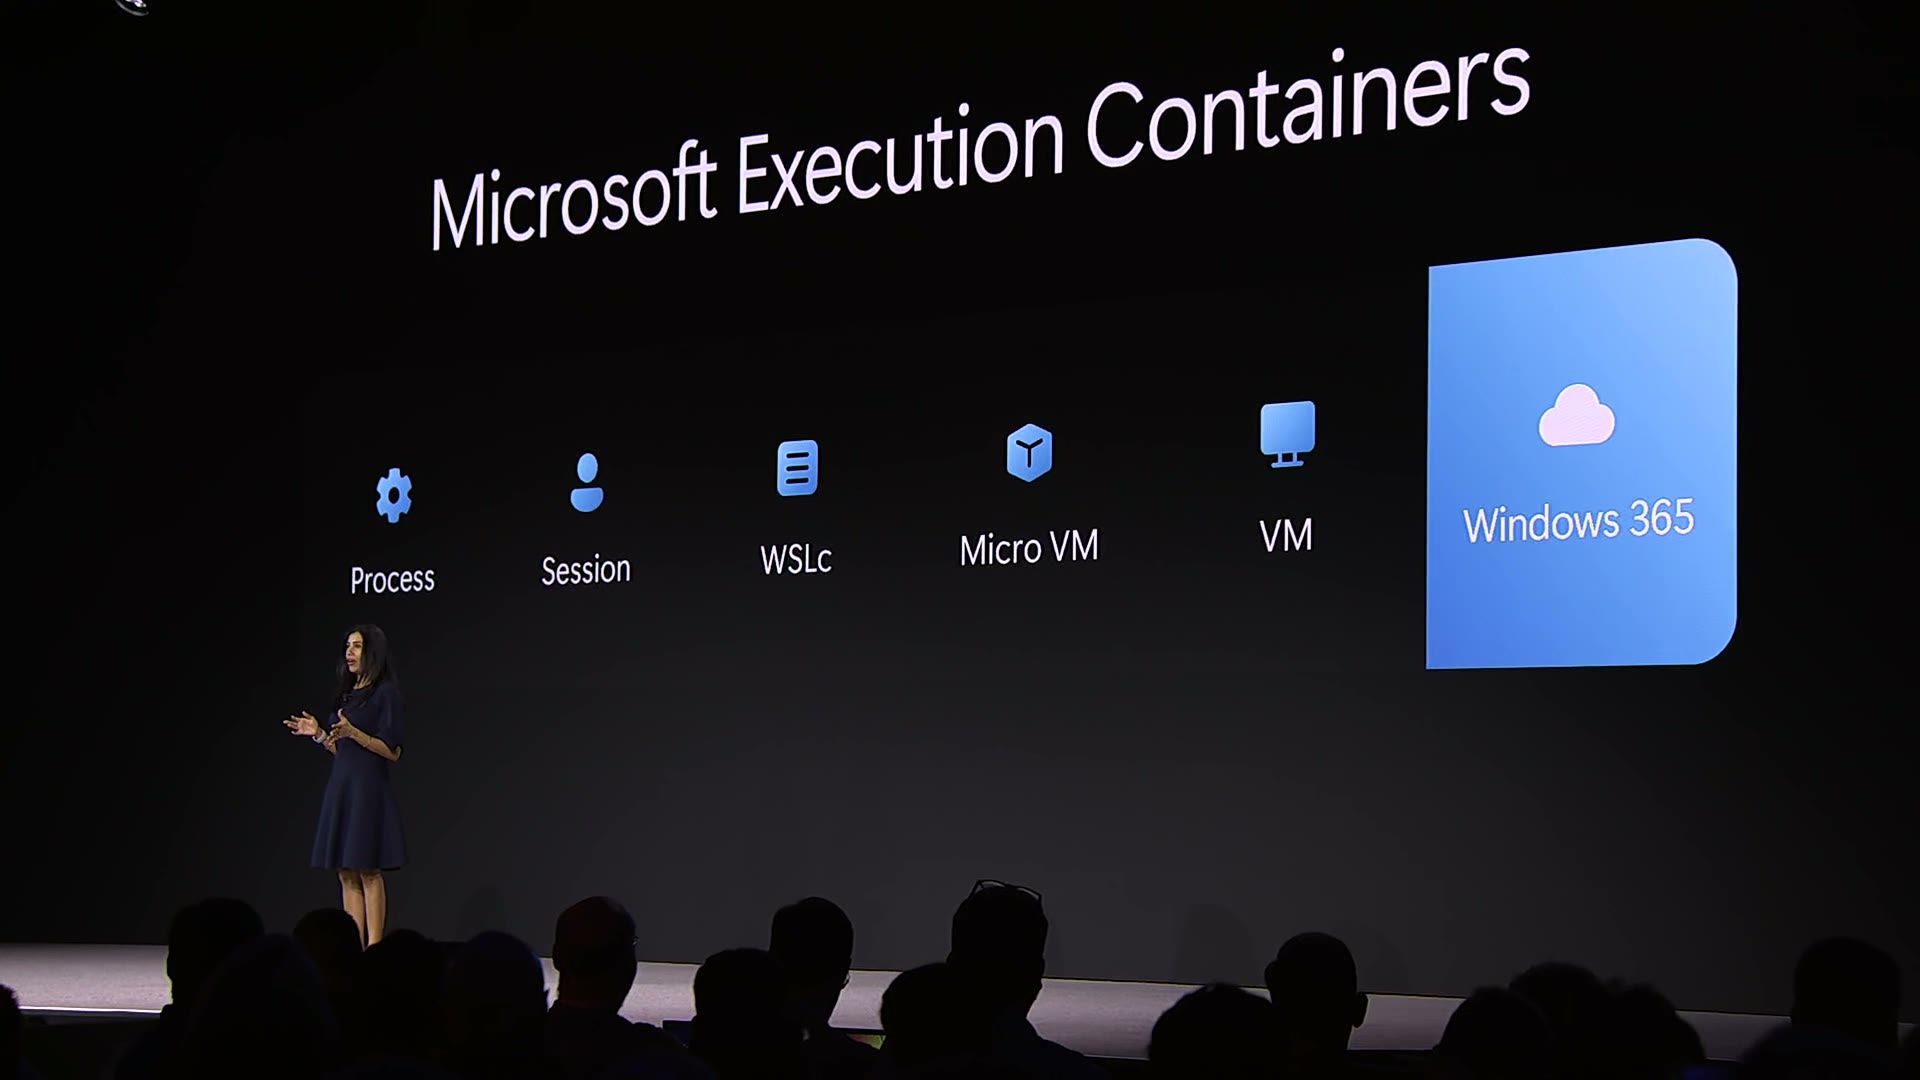 Microsoft Execution Containers
Process
Session
WSLc
Micro VM
VM
Windows 365